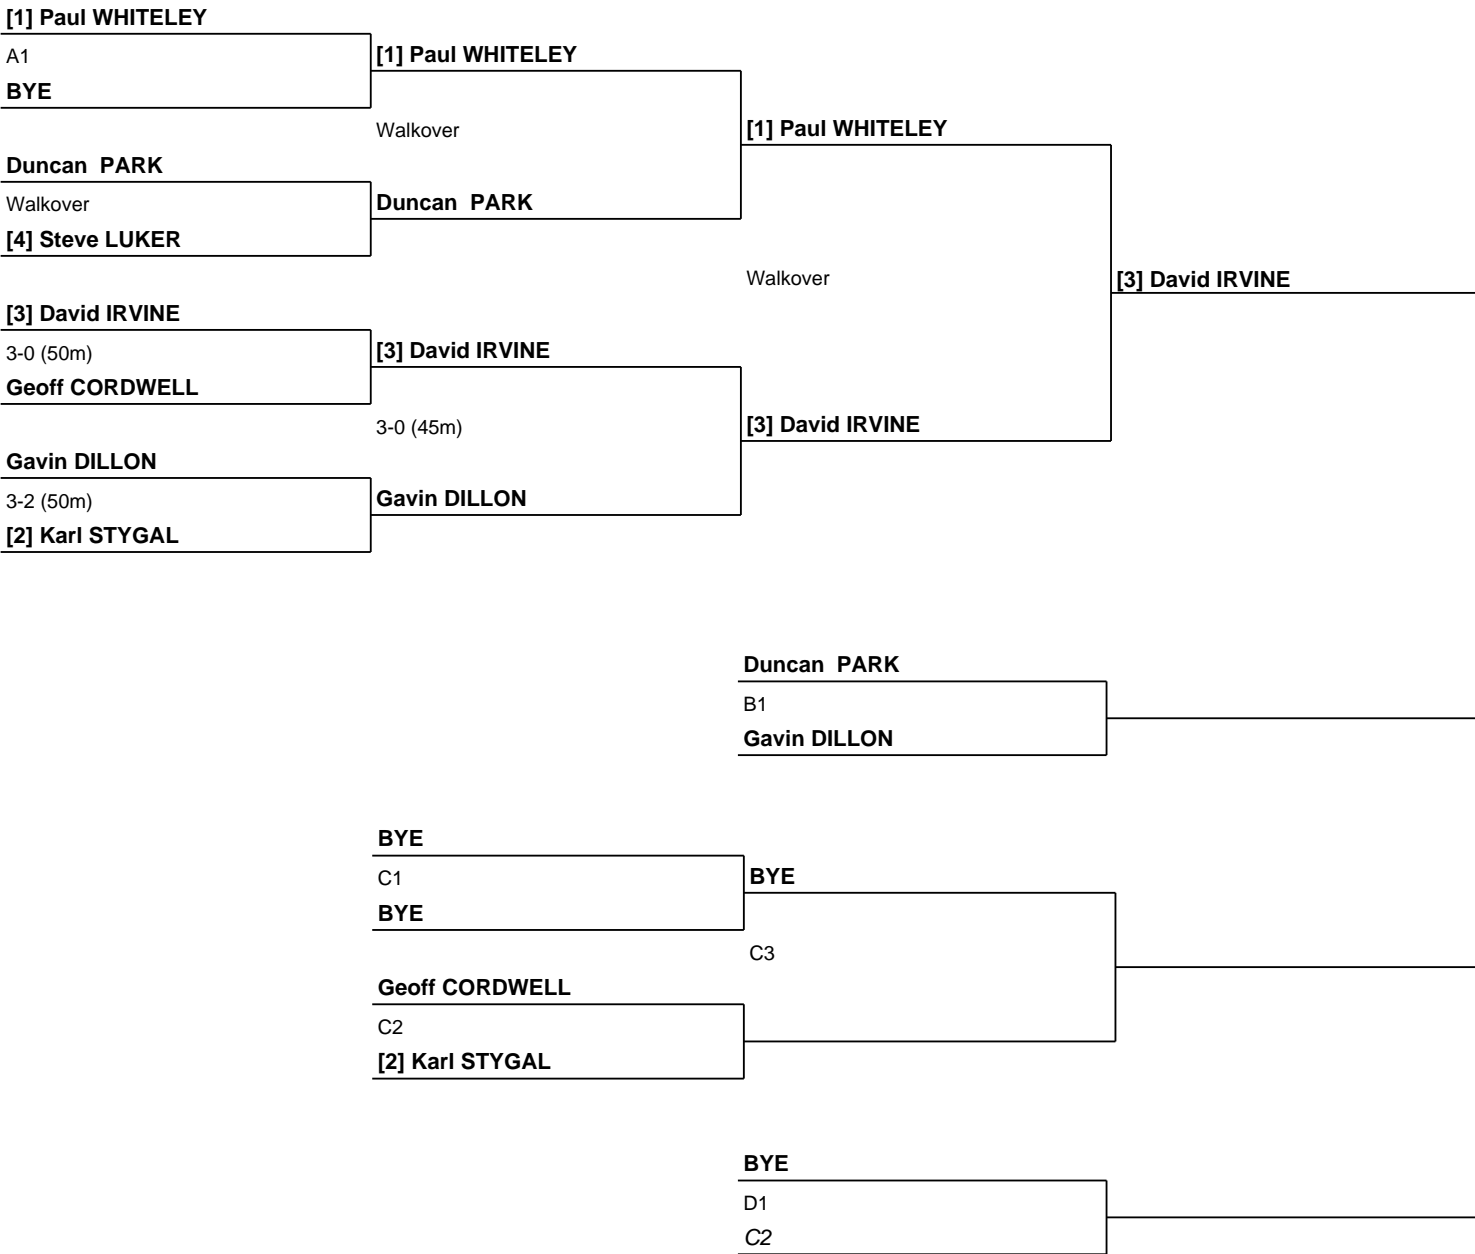 [1] Paul WHITELEY
A1
[1] Paul WHITELEY
BYE
Walkover
[1] Paul WHITELEY
Duncan  PARK
Walkover
Duncan  PARK
[4] Steve LUKER
Walkover
[3] David IRVINE
[3] David IRVINE
3-0 (50m)
[3] David IRVINE
Geoff CORDWELL
3-0 (45m)
[3] David IRVINE
Gavin DILLON
3-2 (50m)
Gavin DILLON
[2] Karl STYGAL
Duncan  PARK
B1
Gavin DILLON
BYE
C1
BYE
BYE
C3
Geoff CORDWELL
C2
[2] Karl STYGAL
BYE
D1
C2